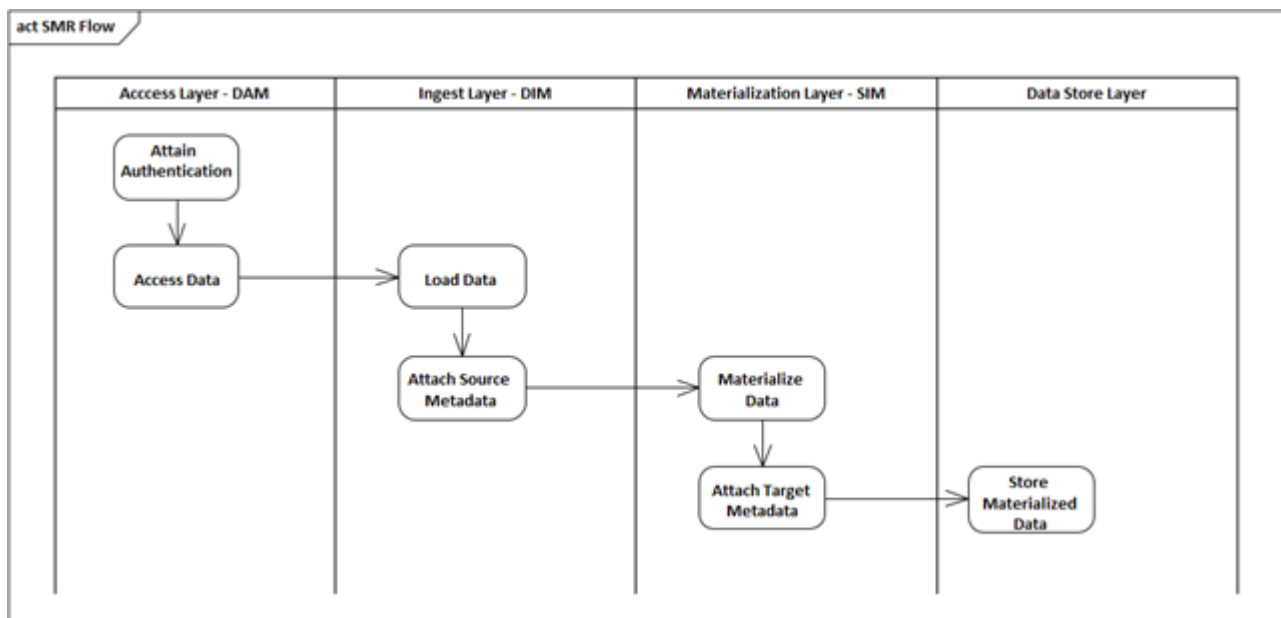 act SMR Flow
Acccess Layer - DAM
Ingest Layer - DIM
Materialization Layer - SIM
Data Store Layer
Attain
Authentication
Access Data
Load Data
Attach Source
Metadata
Materialize
Data
Attach Target
Metadata
Store
Materialized
Data